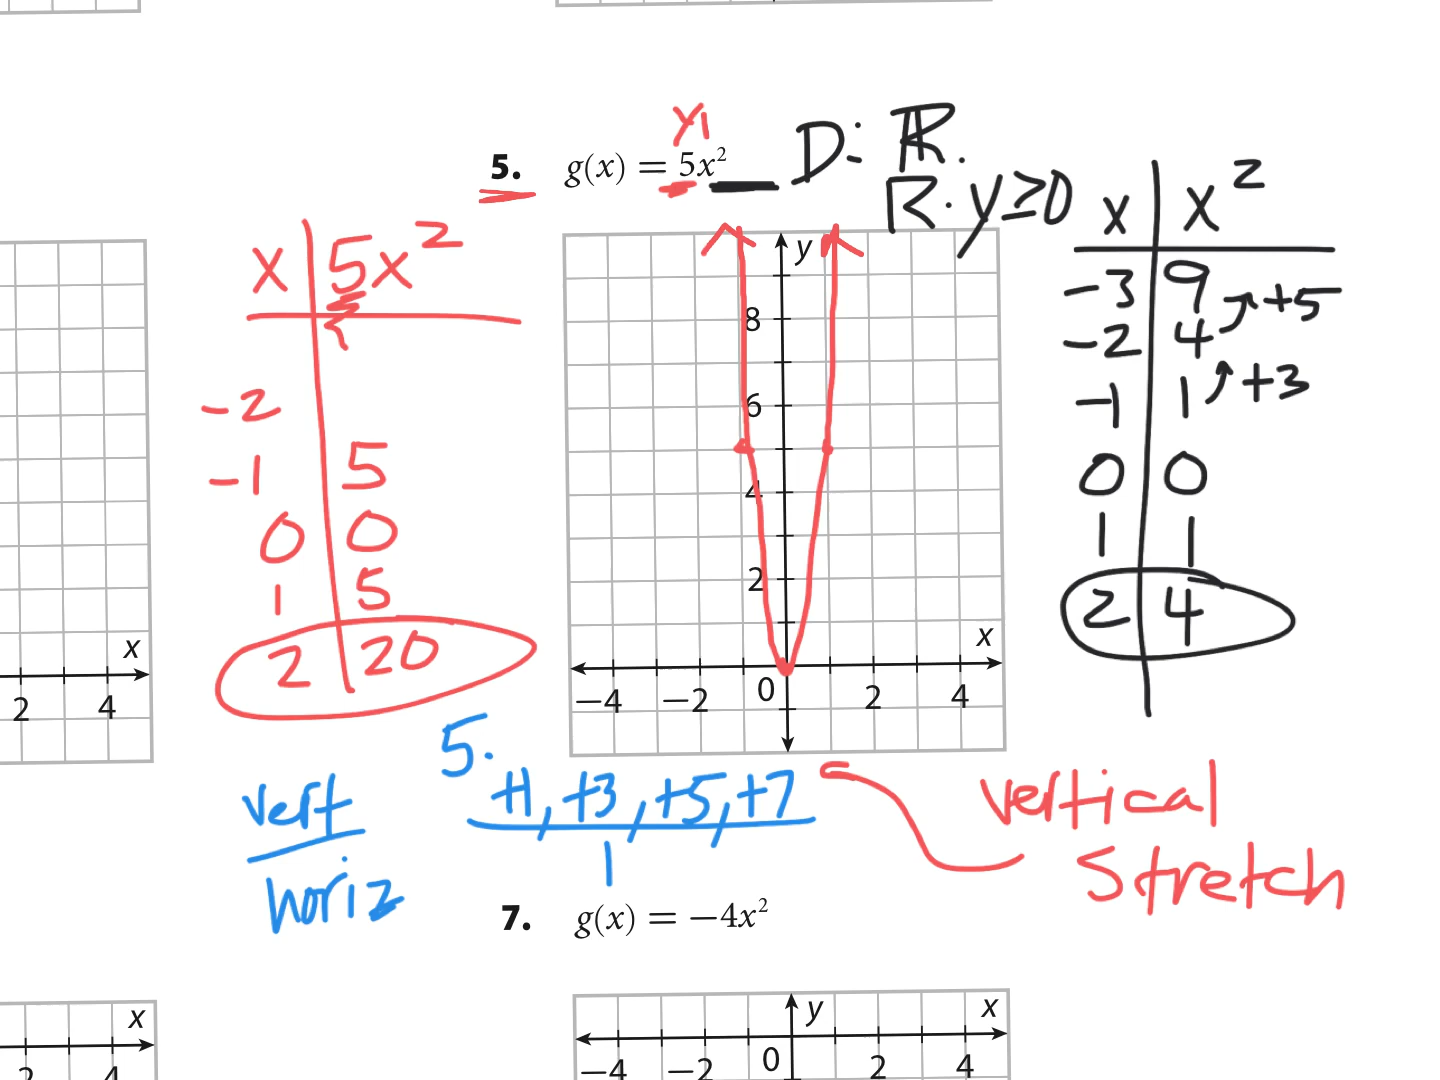 y1
5. g(x) = 5x² D: R.
R. y≥0
x 5x²
-2
-1 5
0 0
1 5
2 20
y
8
6
4
2
x
-4 -2 0 2 4
x x²
-3 9
+5
-2 4
+3
-1 1
0 0
1 1
2 4
x
2 4
5. +1, +3, +5, +7
1
vert
horiz
vertical
stretch
7. g(x) = −4x²
x
2 4
y x
-4 -2 0 2 4